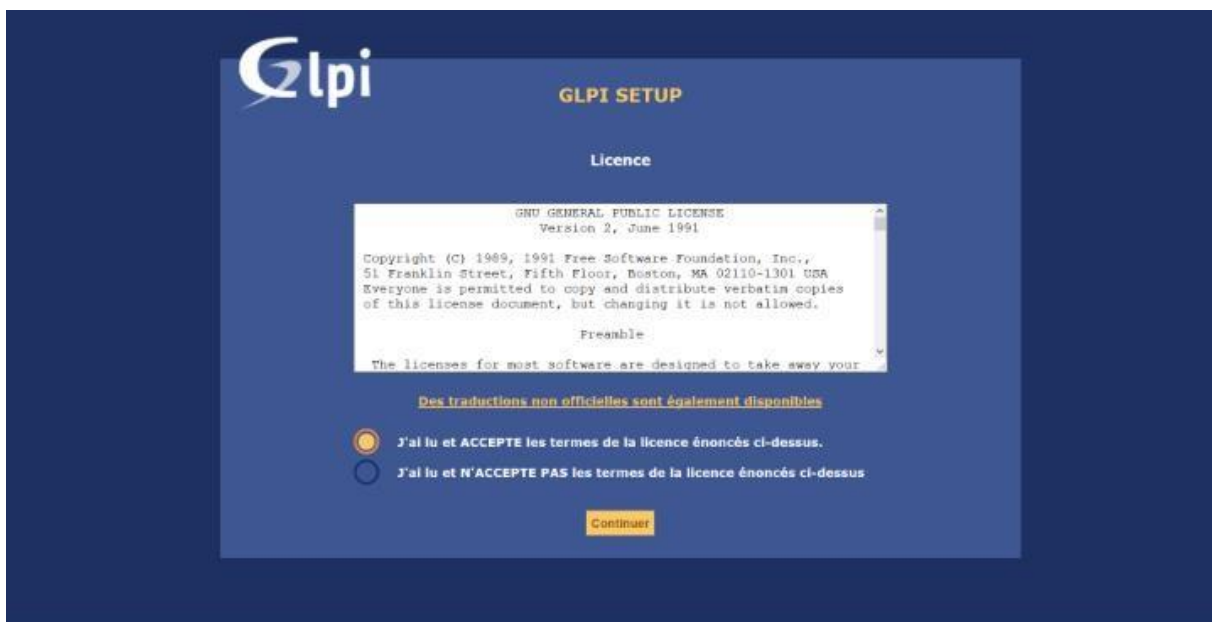 Glpi
GLPI SETUP
Licence
GNU GENERAL PUBLIC LICENSE
Version 2, June 1991
Copyright (C) 1989, 1991 Free Software Foundation, Inc.,
51 Franklin Street, Fifth Floor, Boston, MA 02110-1301 USA
Everyone is permitted to copy and distribute verbatim copies
of this license document, but changing it is not allowed.
Preamble
The licenses for most software are designed to take away your
Des traductions non officielles sont également disponibles
J'ai lu et ACCEPTE les termes de la licence énoncés ci-dessus.
J'ai lu et N'ACCEPTE PAS les termes de la licence énoncés ci-dessus
Continuer